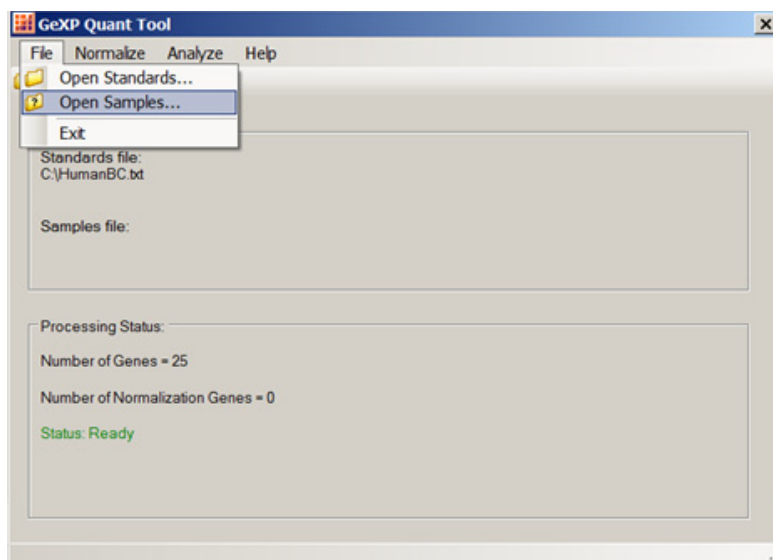 GeXP Quant Tool
File Normalize Analyze Help
Open Standards...
Open Samples...
Exit
Standards file:
C:\HumanBC.txt
Samples file:
Processing Status:
Number of Genes = 25
Number of Normalization Genes = 0
Status: Ready